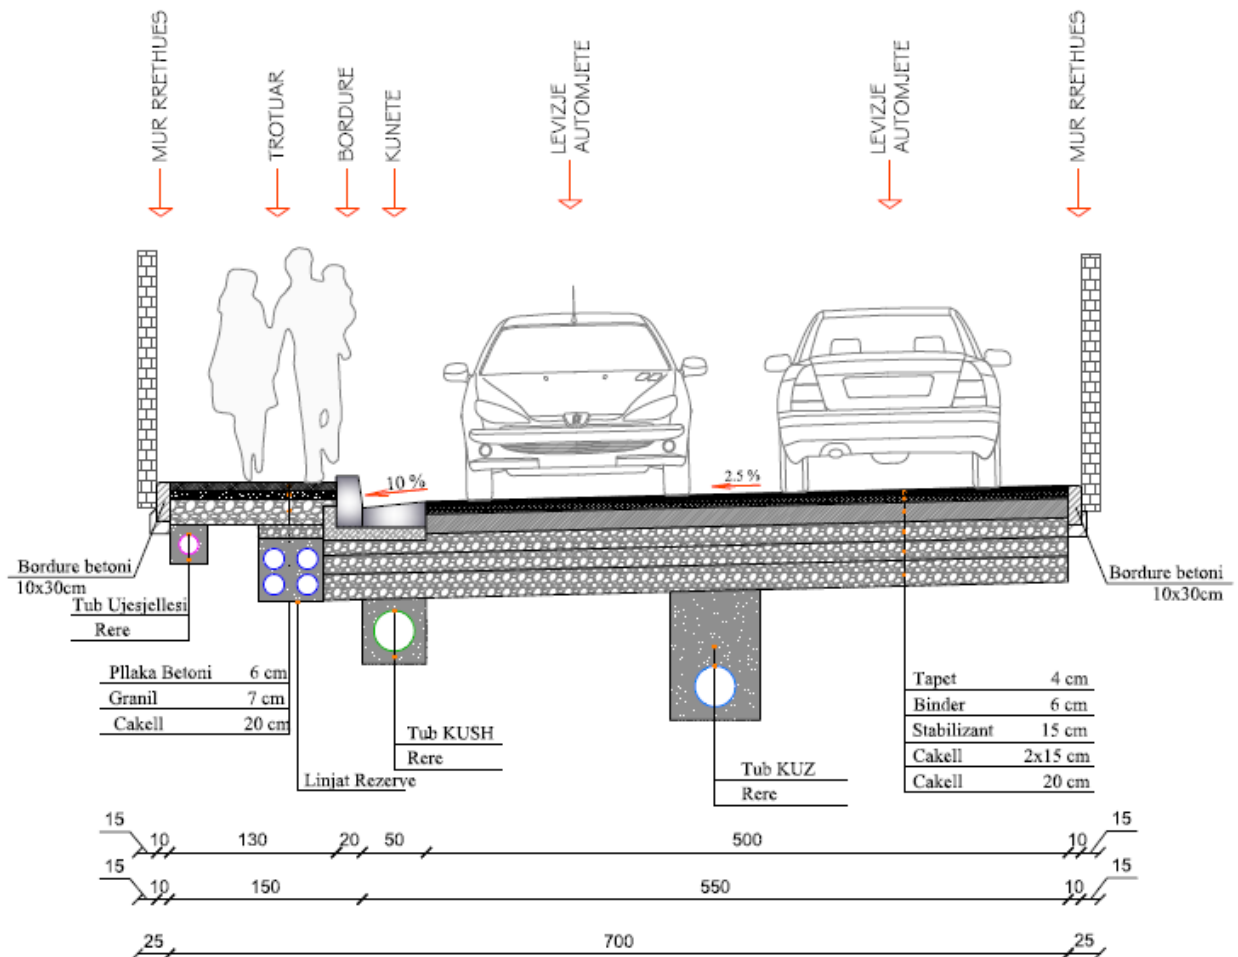 MUR RRETHUES
TROTUAR
BORDURE
KUNETE
LEVIZJE
AUTOMJETE
LEVIZJE
AUTOMJETE
MUR RRETHUES
10 %
2.5 %
Bordure betoni
10x30cm
Tub Ujesjellesi
Rere
Bordure betoni
10x30cm
Pllaka Betoni 6 cm
Granil 7 cm
Cakell 20 cm
Linjat Rezerve
Tub KUSH
Rere
Tub KUZ
Rere
Tapet 4 cm
Binder 6 cm
Stabilizant 15 cm
Cakell 2x15 cm
Cakell 20 cm
15 10 130 20 50 500 10 15
15 10 150 550 10 15
25 700 25